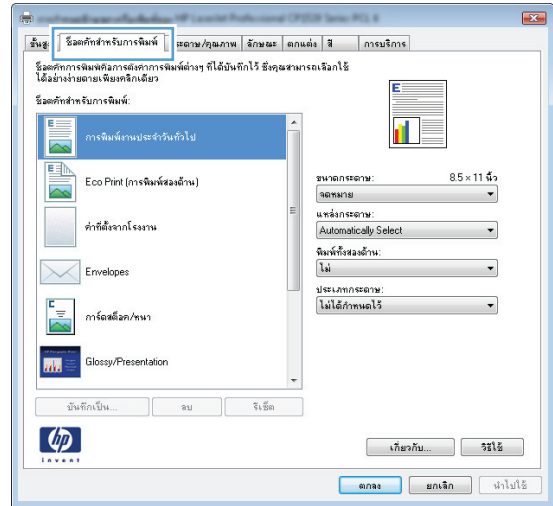 HP LaserJet Professional CP1520 Series PCL 6
ช็อตคัทสำหรับการพิมพ์
ลักษณะ
ตกแต่ง
สี
การบริการ
ช็อตคัทการพิมพ์คือการตั้งค่าการพิมพ์ต่างๆ ที่ได้บันทึกไว้ ซึ่งคุณสามารถเลือกใช้
ได้อย่างง่ายดายเพียงคลิกเดียว
ช็อตคัทสำหรับการพิมพ์:
การพิมพ์งานประจำวันทั่วไป
Eco Print (การพิมพ์สองด้าน)
ค่าที่ตั้งจากโรงงาน
Envelopes
การ์ดสต็อค/หนา
Glossy/Presentation
ขนาดกระดาษ:
8.5 × 11 นิ้ว
จดหมาย
แหล่งกระดาษ:
Automatically Select
พิมพ์ทั้งสองด้าน:
ไม่
ประเภทกระดาษ:
ไม่ได้กำหนดไว้
บันทึกเป็น...
ลบ
รีเซ็ต
hp
invent
เกี่ยวกับ...
วิธีใช้
ตกลง
ยกเลิก
นำไปใช้